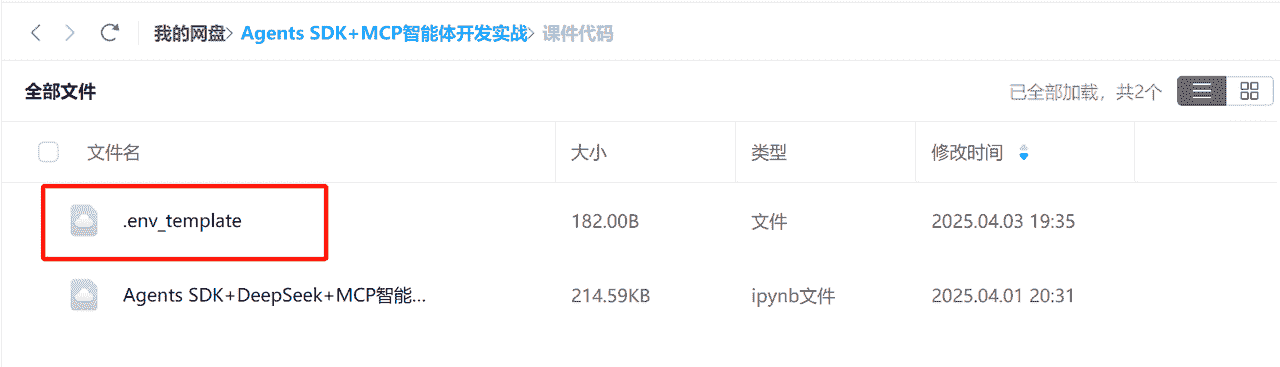 我的网盘> Agents SDK+MCP智能体开发实战> 课件代码
全部文件 已全部加载，共2个
文件名 大小 类型 修改时间
.env_template 182.00B 文件 2025.04.03 19:35
Agents SDK+DeepSeek+MCP智能... 214.59KB ipynb文件 2025.04.01 20:31